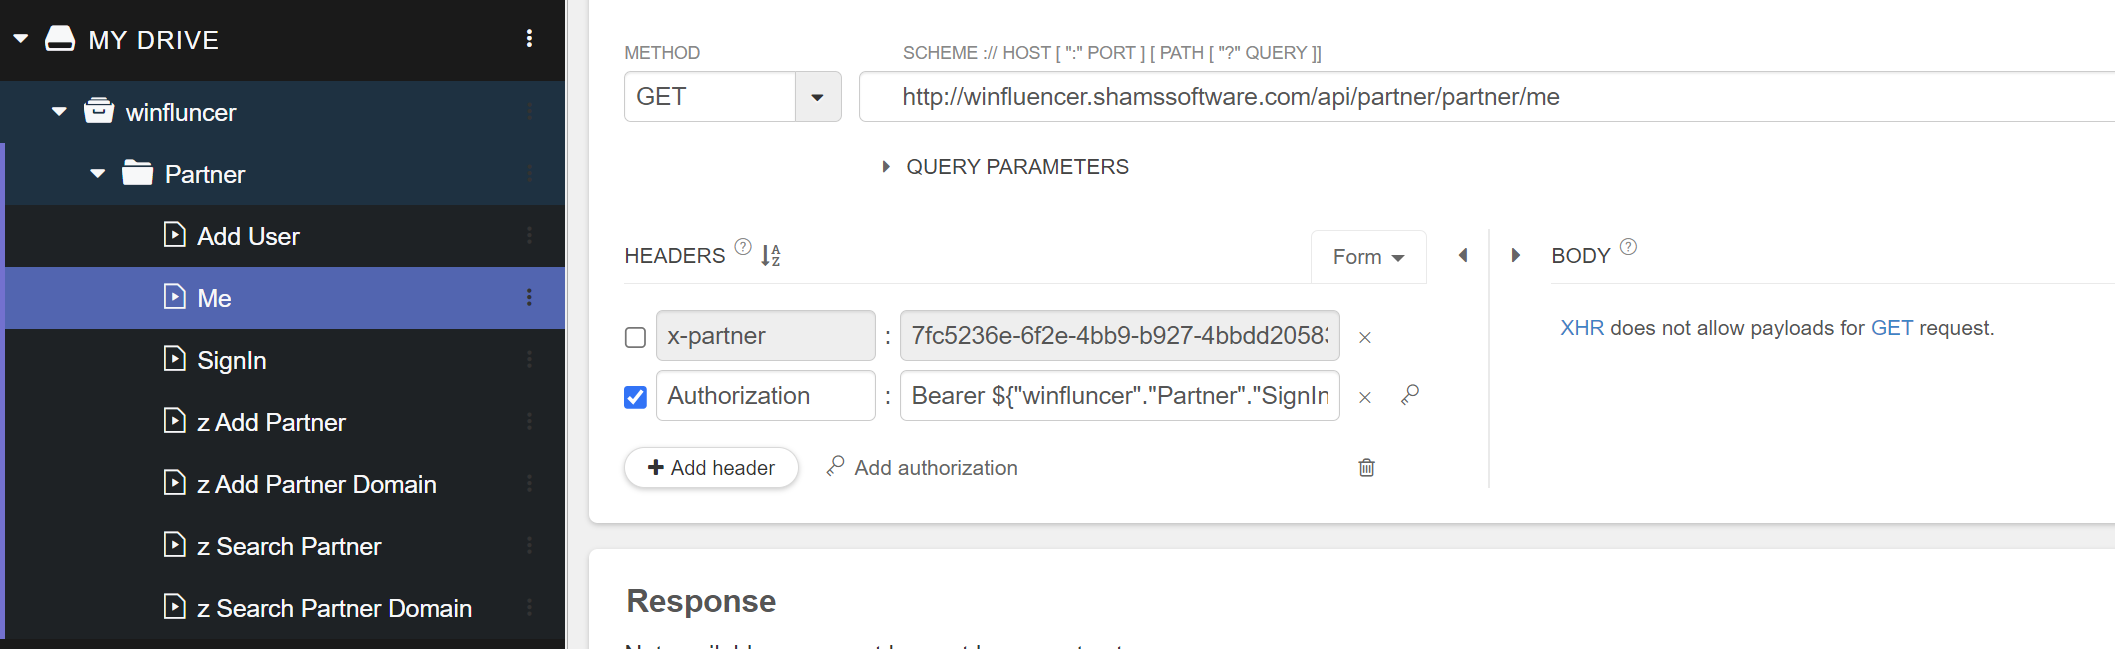 MY DRIVE
winfluncer
Partner
Add User
Me
SignIn
z Add Partner
z Add Partner Domain
z Search Partner
z Search Partner Domain
METHOD
SCHEME :// HOST [ ":" PORT ] [ PATH [ "?" QUERY ]]
GET
http://winfluencer.shamssoftware.com/api/partner/partner/me
QUERY PARAMETERS
HEADERS ? A Z
Form
x-partner : 7fc5236e-6f2e-4bb9-b927-4bbdd2058
Authorization : Bearer ${"winfluncer"."Partner"."SignIn
+ Add header
Add authorization
BODY ?
XHR does not allow payloads for GET request.
Response